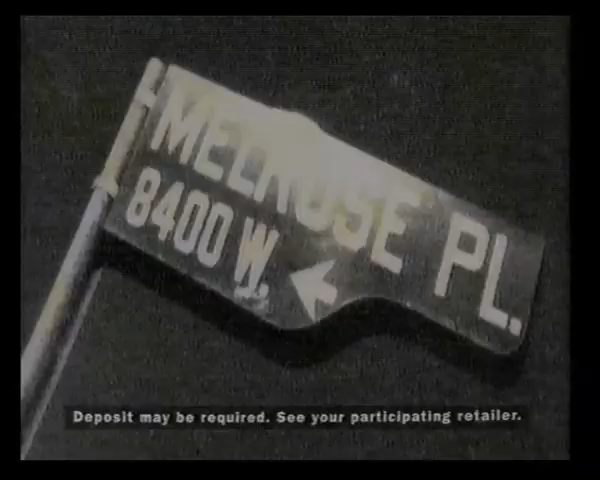 MELROSE PL.
8400 W.
Deposit may be required. See your participating retailer.